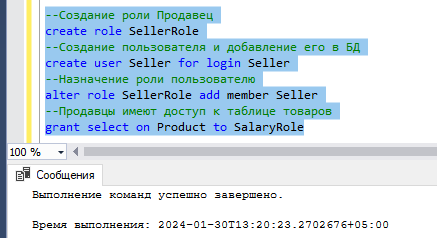 --Создание роли Продавец
create role SellerRole
--Создание пользователя и добавление его в БД
create user Seller for login Seller
--Назначение роли пользователю
alter role SellerRole add member Seller
--Продавцы имеют доступ к таблице товаров
grant select on Product to SalaryRole
100 %
Сообщения
Выполнение команд успешно завершено.
Время выполнения: 2024-01-30T13:20:23.2702676+05:00